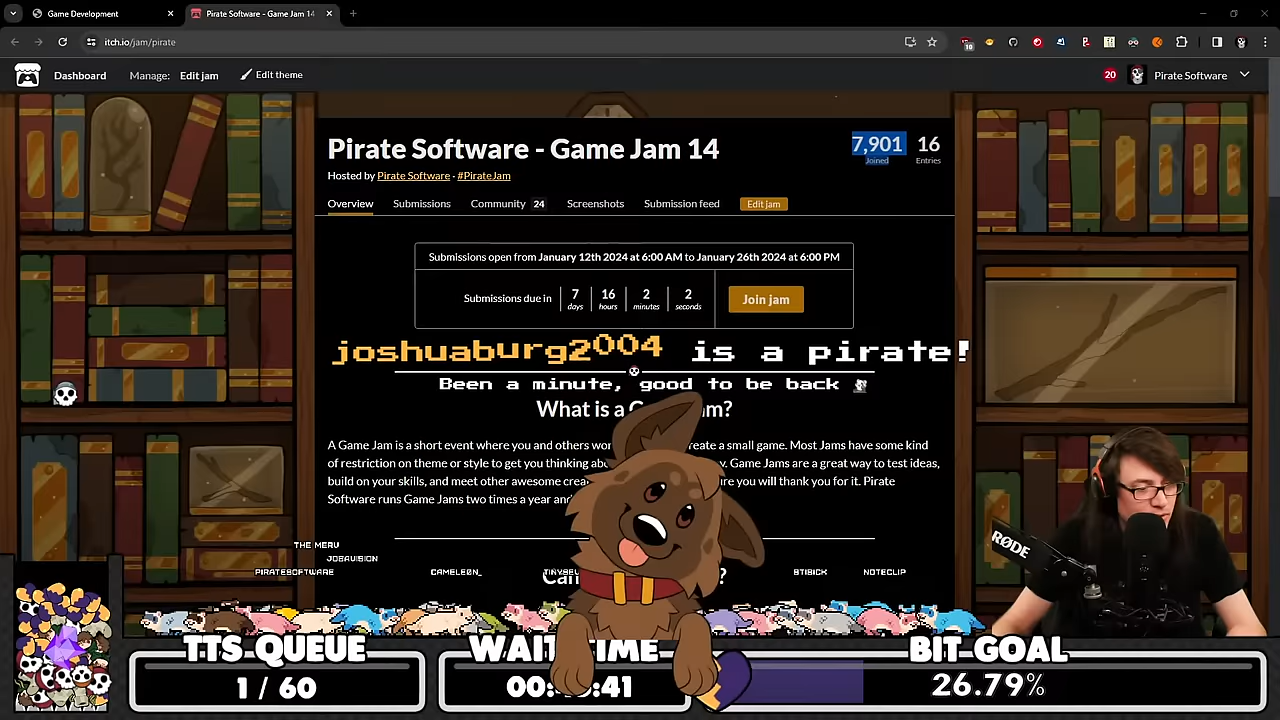 Game Development
Pirate Software - Game Jam 14
itch.io/jam/pirate
18
Dashboard Manage: Edit jam Edit theme
20 Pirate Software
Pirate Software - Game Jam 14
7,901 16
Joined Entries
Hosted by Pirate Software · #PirateJam
Overview Submissions Community 24 Screenshots Submission feed Edit jam
Submissions open from January 12th 2024 at 6:00 AM to January 26th 2024 at 6:00 PM
Submissions due in 7 16 2 2
days hours minutes seconds
Join jam
joshuaburg2004 is a pirate!
Been a minute, good to be back
What is a G m?
A Game Jam is a short event where you and others wor reate a small game. Most Jams have some kind
of restriction on theme or style to get you thinking abo y. Game Jams are a great way to test ideas,
build on your skills, and meet other awesome crea re you will thank you for it. Pirate
Software runs Game Jams two times a year and
RØDE
THE MERV
JOBAVISION
PIRATESOFTWARE CAMELEØN_ STIBICK NOTECLIP
Can ?
TTS QUEUE WAIT TIME BIT GOAL
1 / 60 00: :41 26.79%